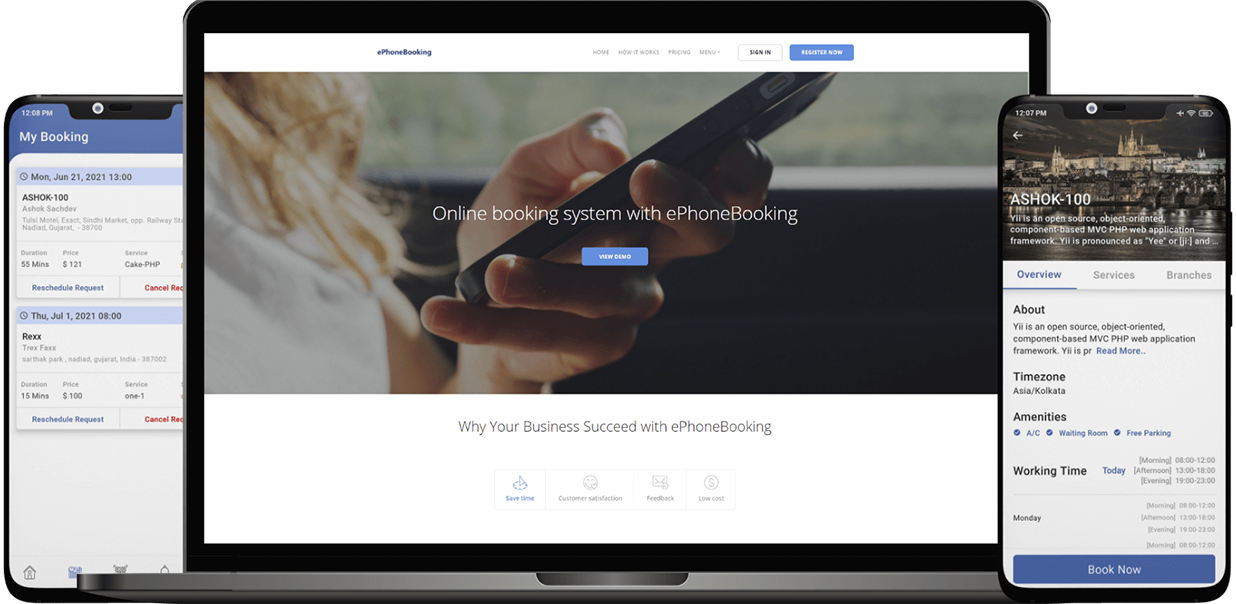 12:08 PM
My Booking
Mon, Jun 21, 2021 13:00
ASHOK-100
Ashok Sachdev
Tulsi Motel, Exact, Sindhi Market, opp. Railway
Nadiad, Gujarat, - 38700
Duration Price Service
55 Mins $ 121 Cake-PHP
Reschedule Request Cancel
Thu, Jul 1, 2021 08:00
Rexx
Trex Faxx
sarthak park , nadiad, gujarat, India - 387002
Duration Price Service
15 Mins $ 100 one-1
Reschedule Request Cancel
ePhoneBooking
HOME HOW IT WORKS PRICING MENU SIGN IN REGISTER NOW
Online booking system with ePhoneBooking
VIEW DEMO
Why Your Business Succeed with ePhoneBooking
Save time Customer satisfaction Feedback Low cost
12:07 PM
ASHOK-100
Yii is an open source, object-oriented,
component-based MVC PHP web application
framework. Yii is pronounced as "Yee" or [ji:] and ...
Overview Services Branches
About
Yii is an open source, object-oriented,
component-based MVC PHP web application
framework. Yii is pr Read More..
Timezone
Asia/Kolkata
Amenities
A/C Waiting Room Free Parking
Working Time Today
[Morning] 08:00-12:00
[Afternoon] 13:00-18:00
[Evening] 19:00-23:00
Monday
[Morning] 08:00-12:00
[Afternoon] 13:00-18:00
[Evening] 19:00-23:00
[Morning] 08:00-12:00
Book Now